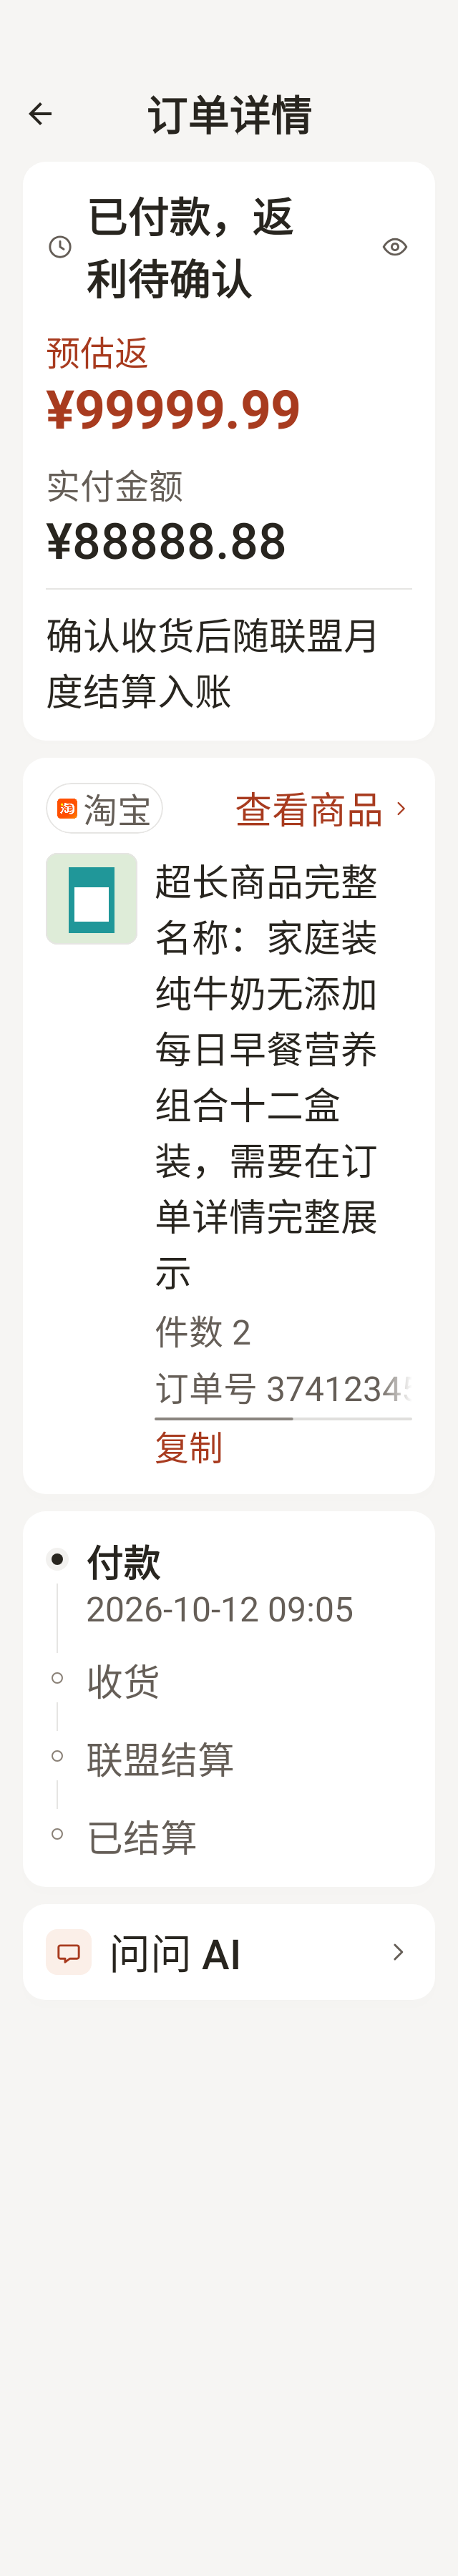 订单详情
已付款，返
利待确认
预估返
¥99999.99
实付金额
¥88888.88
确认收货后随联盟月
度结算入账
淘 淘宝
查看商品
超长商品完整
名称：家庭装
纯牛奶无添加
每日早餐营养
组合十二盒
装，需要在订
单详情完整展
示
件数 2
订单号 37412345
复制
付款
2026-10-12 09:05
收货
联盟结算
已结算
问问 AI